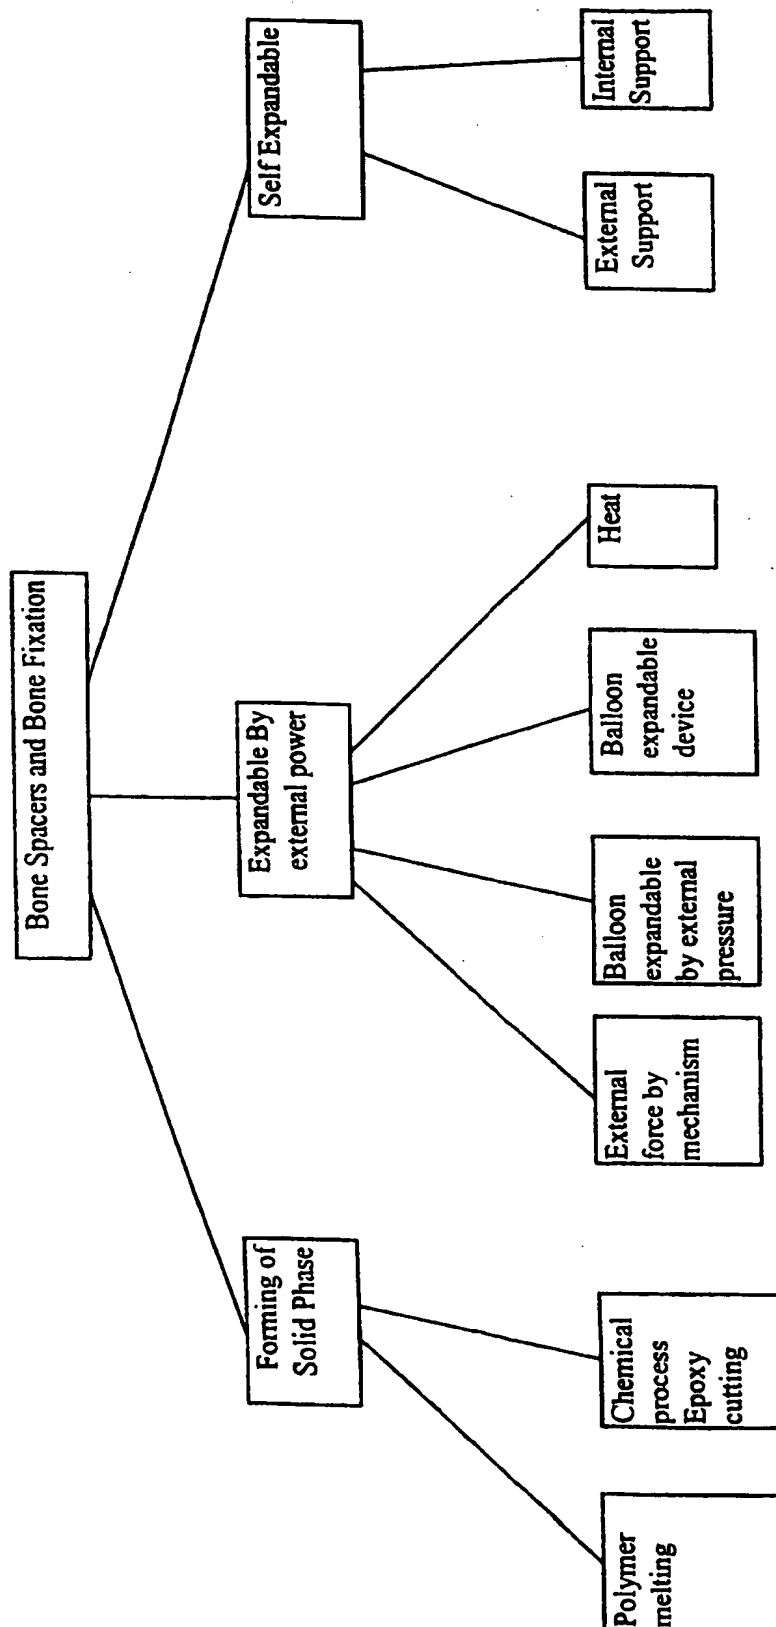 Bone Spacers and Bone Fixation
Forming of
Solid Phase
Expandable By
external power
Self Expandable
Polymer
melting
Chemical
process
Epoxy
cutting
External
force by
mechanism
Balloon
expandable
by external
pressure
Balloon
expandable
device
Heat
External
Support
Internal
Support